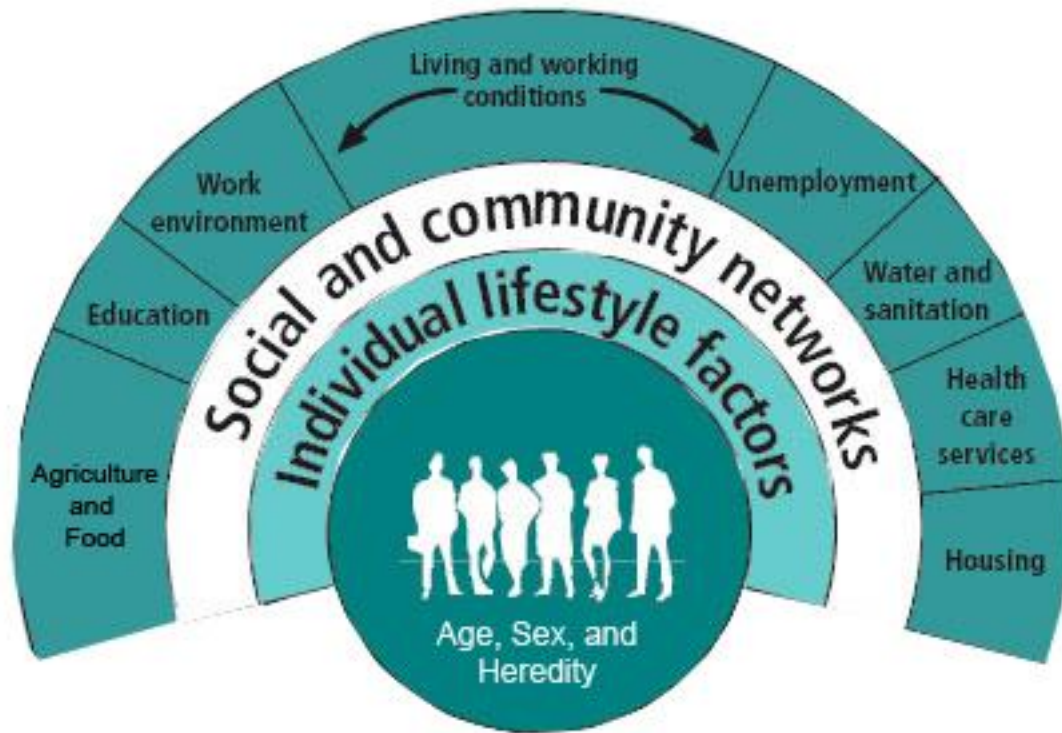 Living and working
conditions
Work
environment
Unemployment
Education
Water and
sanitation
Agriculture
and
Food
Health
care
services
Housing
Social and community networks
Individual lifestyle factors
Age, Sex, and
Heredity